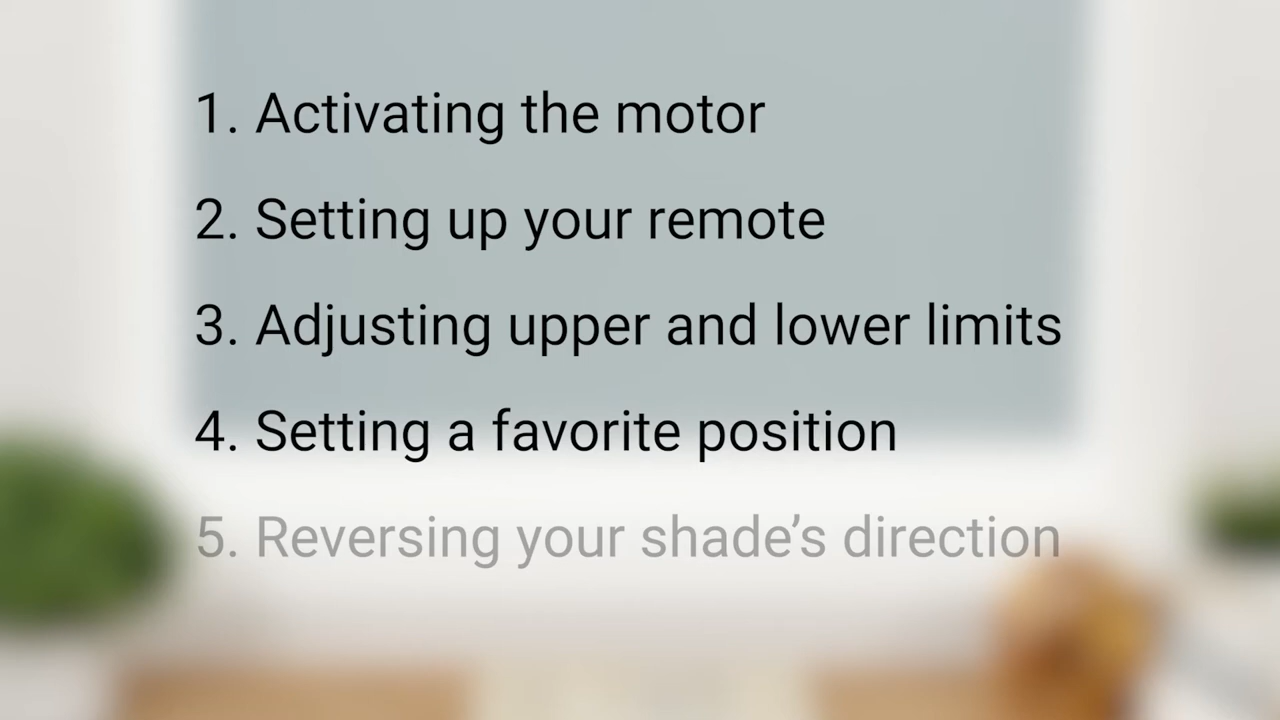 1. Activating the motor
2. Setting up your remote
3. Adjusting upper and lower limits
4. Setting a favorite position
5. Reversing your shade’s direction